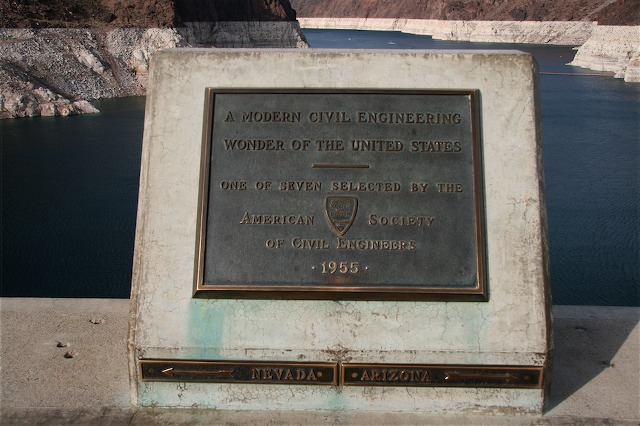 A MODERN CIVIL ENGINEERING
WONDER OF THE UNITED STATES
ONE OF SEVEN SELECTED BY THE
AMERICAN SOCIETY
OF CIVIL ENGINEERS
· 1955 ·
NEVADA
ARIZONA